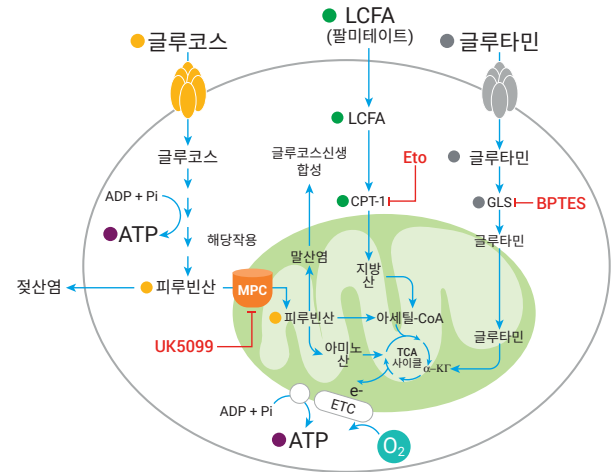 글루코스
LCFA
(팔미테이트)
글루타민
LCFA
글루코스
글루코스신생
합성
Eto
글루타민
ADP + Pi
CPT-1
GLS
BPTES
ATP
해당작용
글루타민
말산염
지방
산
젖산염
피루빈산
MPC
피루빈산
아세틸-CoA
글루타민
UK5099
아미노
산
TCA
사이클
α-КГ
e-
ETC
ADP + Pi
ATP
O2